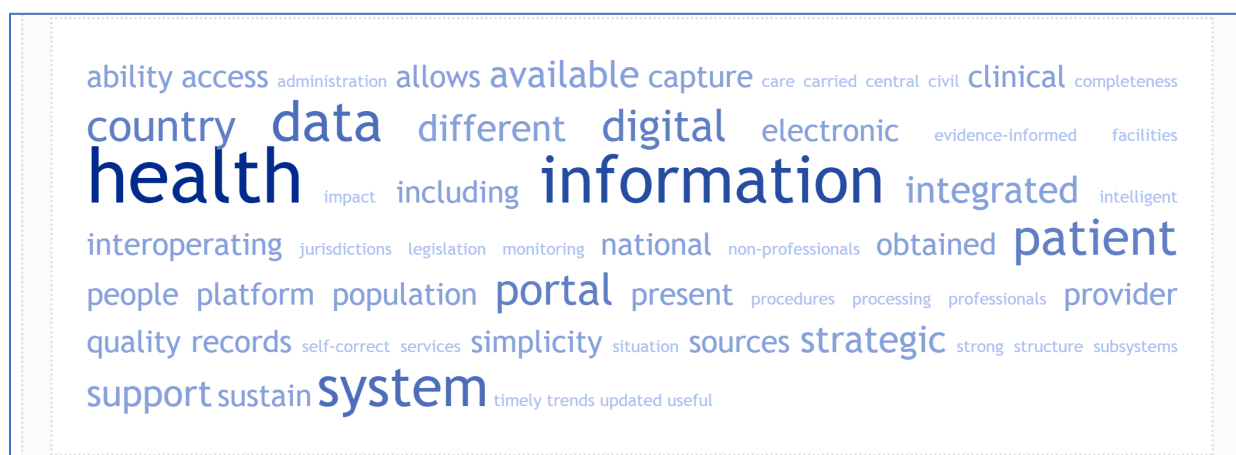 ability access administration allows available capture care carried central civil clinical completeness
country data different digital electronic evidence-informed facilities
health impact including information integrated intelligent
interoperating jurisdictions legislation monitoring national non-professionals obtained patient
people platform population portal present procedures processing professionals provider
quality records self-correct services simplicity situation sources strategic strong structure subsystems
support sustain system timely trends updated useful